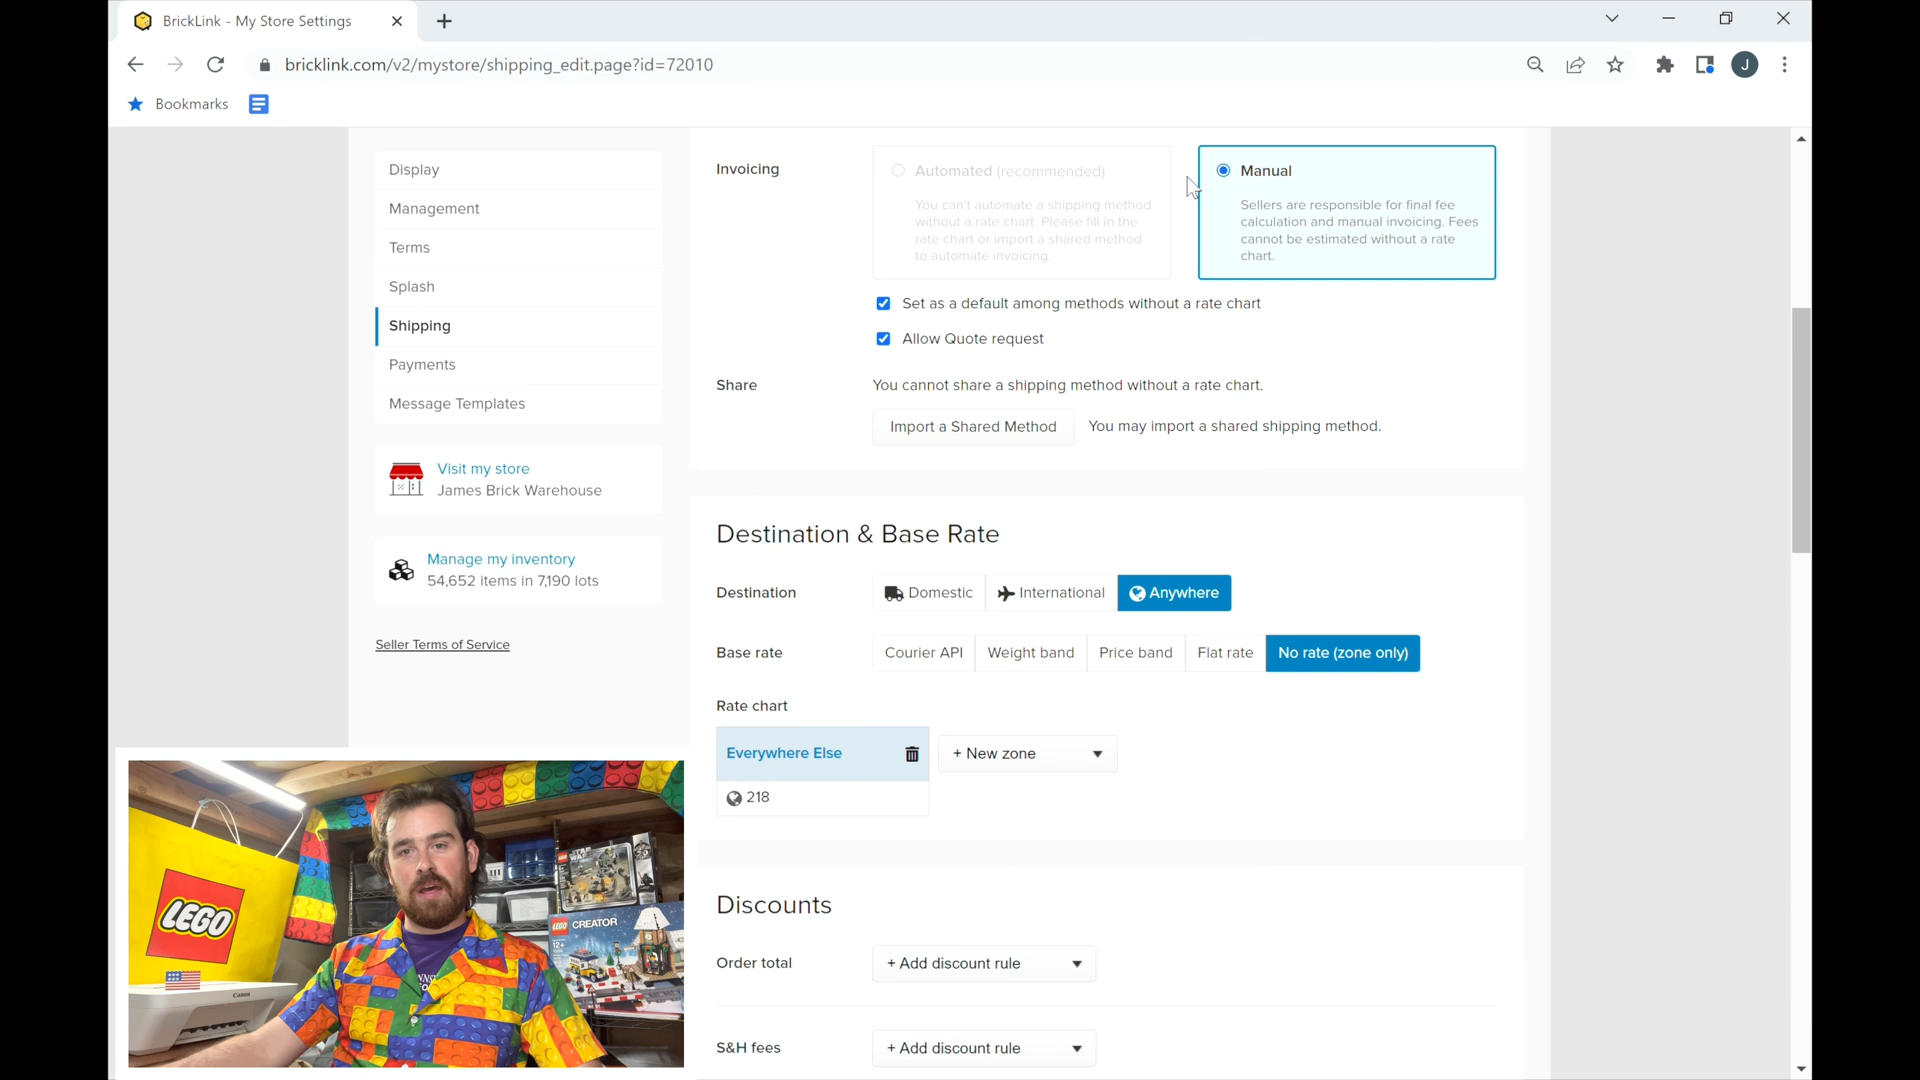 BrickLink - My Store Settings
bricklink.com/v2/mystore/shipping_edit.page?id=72010
J
Bookmarks
Display
Management
Terms
Splash
Shipping
Payments
Message Templates
Visit my store
James Brick Warehouse
Manage my inventory
54,652 items in 7,190 lots
Seller Terms of Service
Invoicing
Automated (recommended)
You can't automate a shipping method
without a rate chart. Please fill in the
rate chart or import a shared method
to automate invoicing.
Manual
Sellers are responsible for final fee
calculation and manual invoicing. Fees
cannot be estimated without a rate
chart.
Set as a default among methods without a rate chart
Allow Quote request
Share
You cannot share a shipping method without a rate chart.
Import a Shared Method
You may import a shared shipping method.
Destination & Base Rate
Destination
Domestic
International
Anywhere
Base rate
Courier API
Weight band
Price band
Flat rate
No rate (zone only)
Rate chart
Everywhere Else
+ New zone
218
Discounts
Order total
+ Add discount rule
S&H fees
+ Add discount rule
LEGO
Canon
STAR
WARS
LEGO
CREATOR
12+